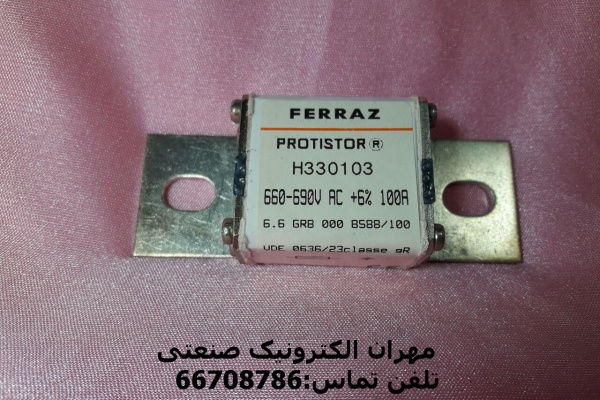 FERRAZ
PROTISTOR ®
H330103
660-690V AC +6% 100A
6.6 GRB 000 BS88/100
VDE 0636/23classe gR
مهران الکترونیک صنعتی
تلفن تماس:66708786